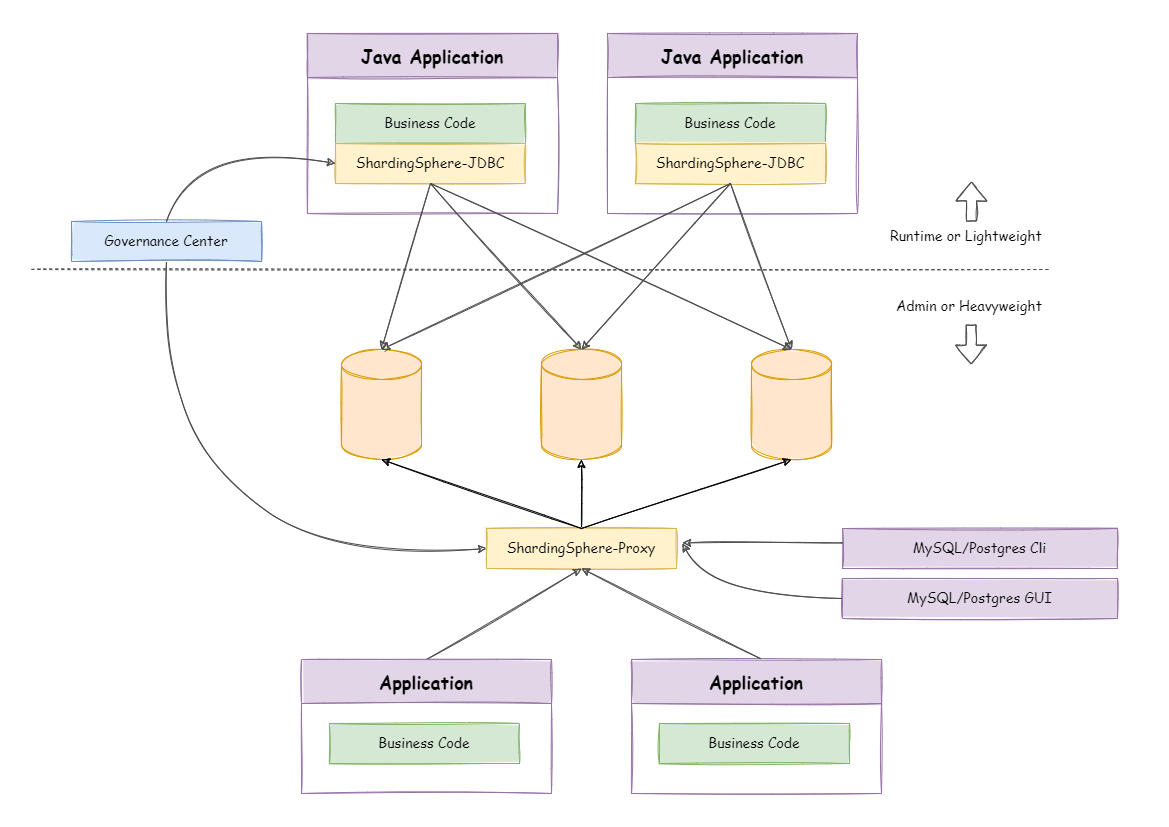 Java Application
Java Application
Business Code
Business Code
ShardingSphere-JDBC
ShardingSphere-JDBC
Governance Center
Runtime or Lightweight
Admin or Heavyweight
ShardingSphere-Proxy
MySQL/Postgres Cli
MySQL/Postgres GUI
Application
Application
Business Code
Business Code